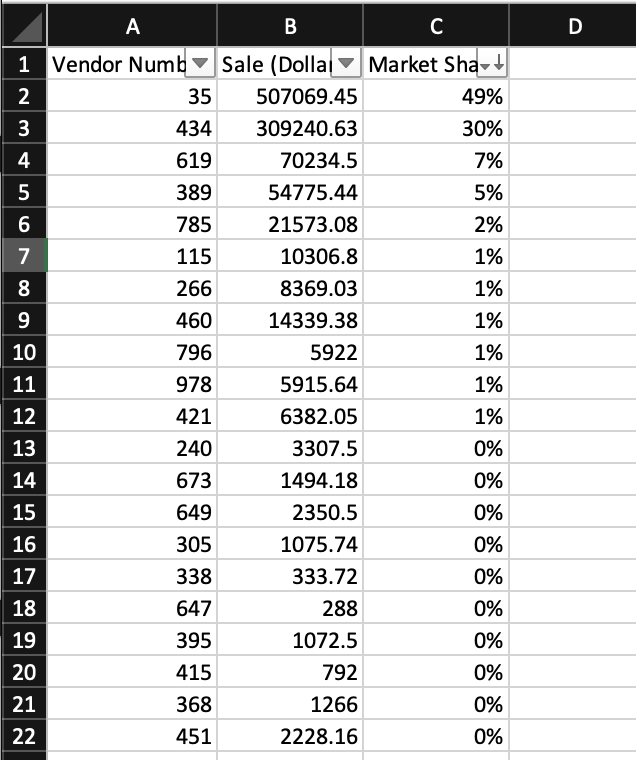 A B C D
1 Vendor Numb Sale (Dollar Market Sha
2 35 507069.45 49%
3 434 309240.63 30%
4 619 70234.5 7%
5 389 54775.44 5%
6 785 21573.08 2%
7 115 10306.8 1%
8 266 8369.03 1%
9 460 14339.38 1%
10 796 5922 1%
11 978 5915.64 1%
12 421 6382.05 1%
13 240 3307.5 0%
14 673 1494.18 0%
15 649 2350.5 0%
16 305 1075.74 0%
17 338 333.72 0%
18 647 288 0%
19 395 1072.5 0%
20 415 792 0%
21 368 1266 0%
22 451 2228.16 0%